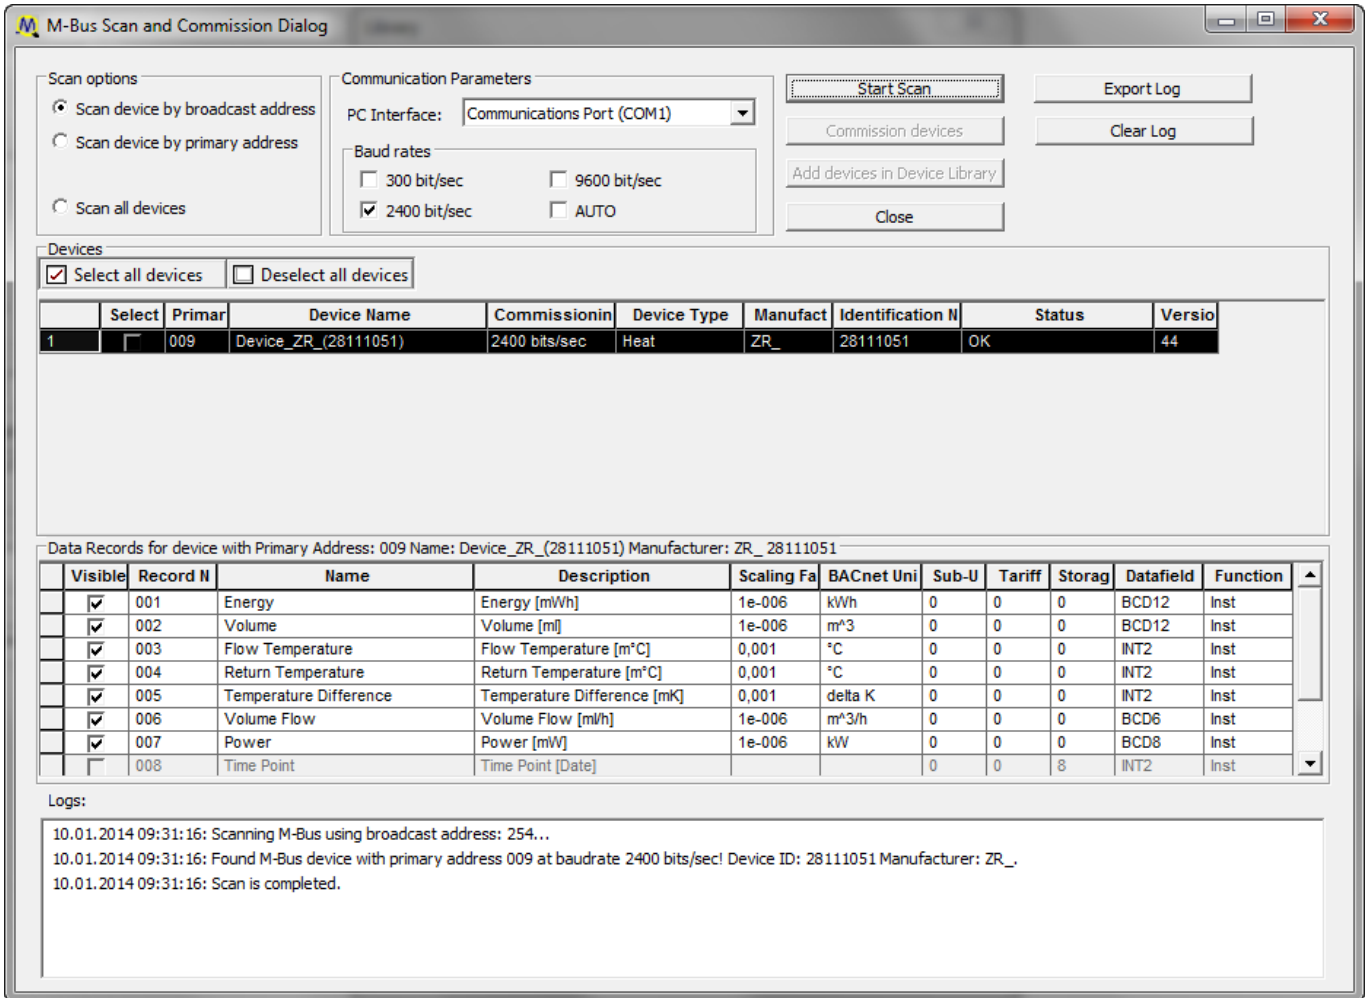 M-Bus Scan and Commission Dialog
Scan options
Scan device by broadcast address
Scan device by primary address
Scan all devices
Communication Parameters
PC Interface: Communications Port (COM1)
Baud rates
300 bit/sec 9600 bit/sec
2400 bit/sec AUTO
Start Scan Export Log
Commission devices Clear Log
Add devices in Device Library
Close
Devices
Select all devices Deselect all devices
Select Primar Device Name Commissionin Device Type Manufact Identification N Status Versio
1 009 Device_ZR_(28111051) 2400 bits/sec Heat ZR_ 28111051 OK 44
Data Records for device with Primary Address: 009 Name: Device_ZR_(28111051) Manufacturer: ZR_ 28111051
Visible Record N Name Description Scaling Fa BACnet Uni Sub-U Tariff Storag Datafield Function
001 Energy Energy [mWh] 1e-006 kWh 0 0 0 BCD12 Inst
002 Volume Volume [ml] 1e-006 m^3 0 0 0 BCD12 Inst
003 Flow Temperature Flow Temperature [m°C] 0,001 °C 0 0 0 INT2 Inst
004 Return Temperature Return Temperature [m°C] 0,001 °C 0 0 0 INT2 Inst
005 Temperature Difference Temperature Difference [mK] 0,001 delta K 0 0 0 INT2 Inst
006 Volume Flow Volume Flow [ml/h] 1e-006 m^3/h 0 0 0 BCD6 Inst
007 Power Power [mW] 1e-006 kW 0 0 0 BCD8 Inst
008 Time Point Time Point [Date] 0 0 8 INT2 Inst
Logs:
10.01.2014 09:31:16: Scanning M-Bus using broadcast address: 254...
10.01.2014 09:31:16: Found M-Bus device with primary address 009 at baudrate 2400 bits/sec! Device ID: 28111051 Manufacturer: ZR_.
10.01.2014 09:31:16: Scan is completed.